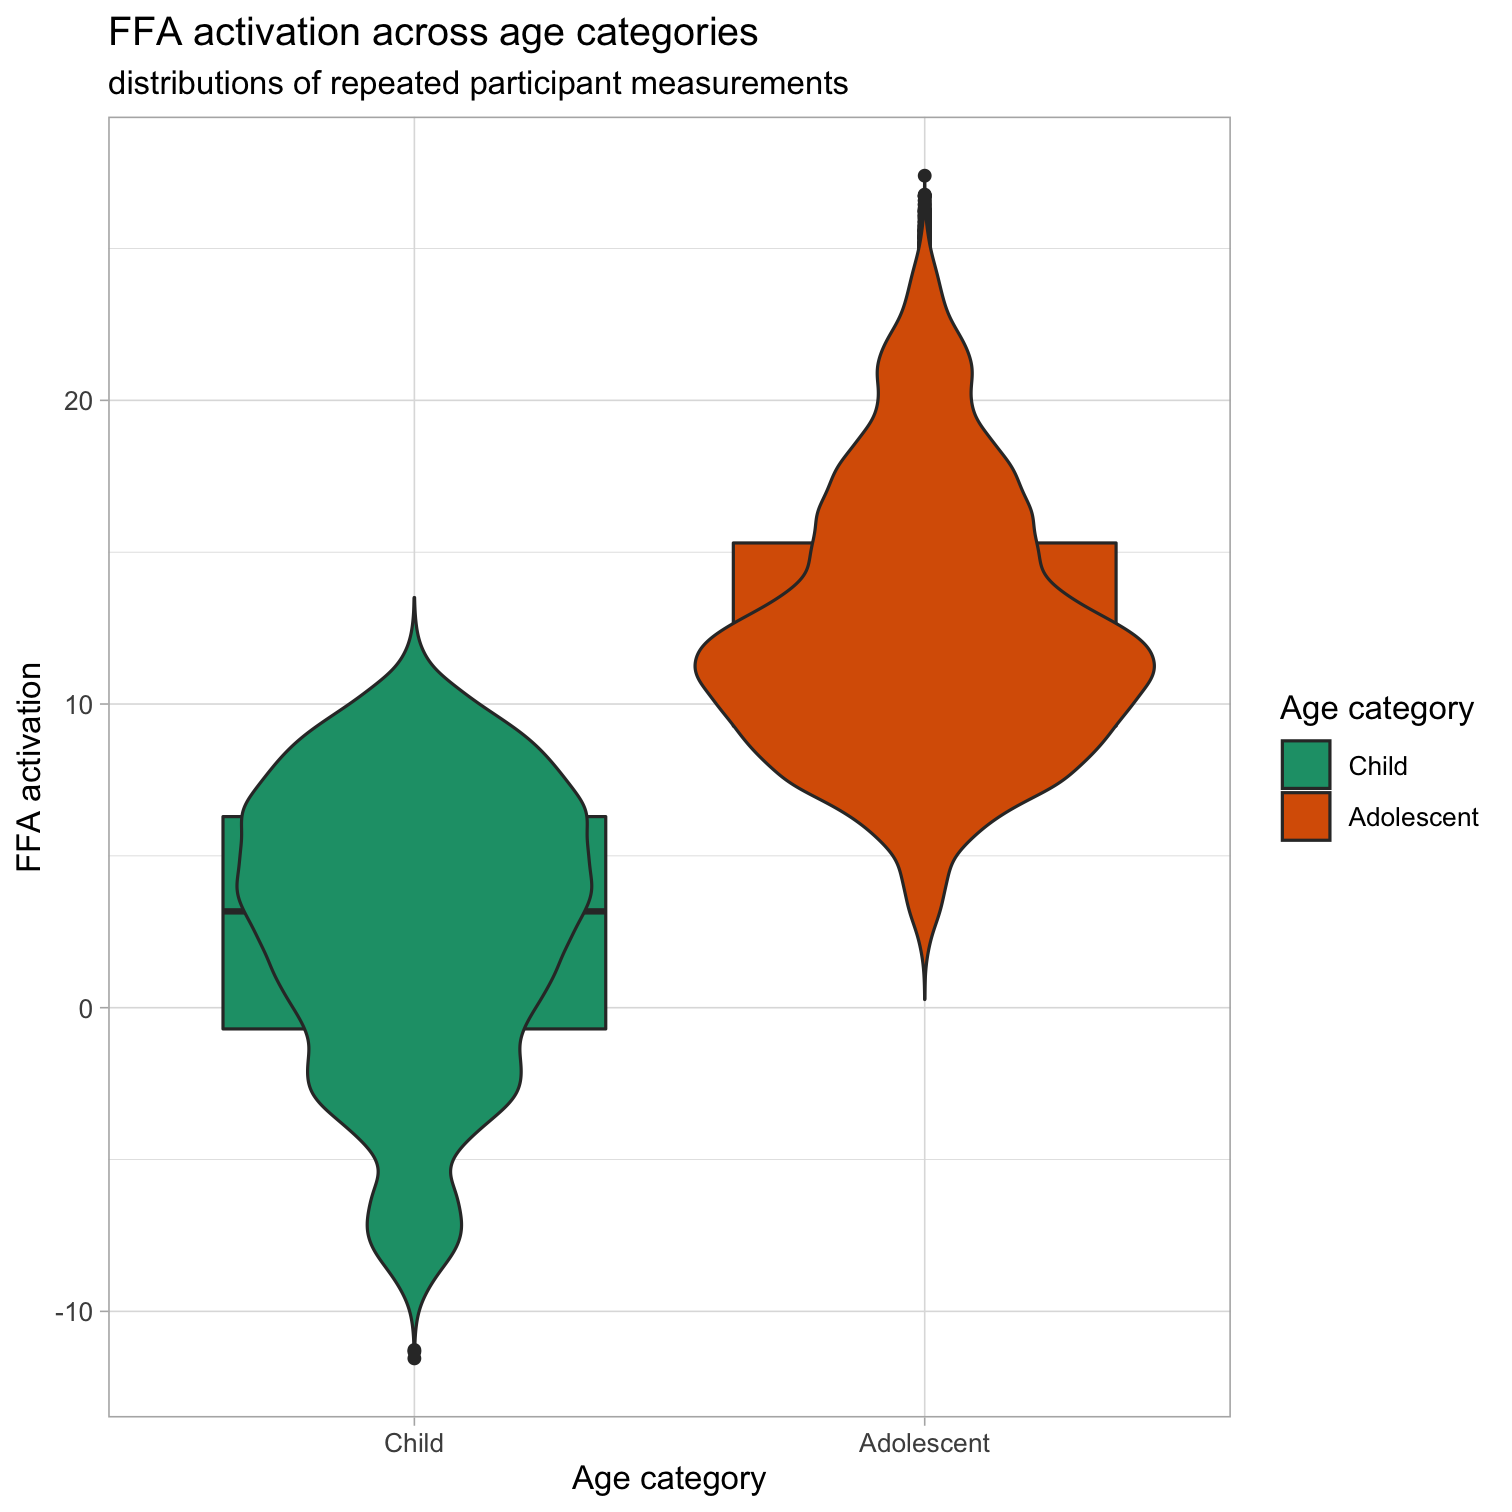 FFA activation across age categories
distributions of repeated participant measurements
FFA activation
20
10
0
-10
Child
Adolescent
Age category
Age category
Child
Adolescent